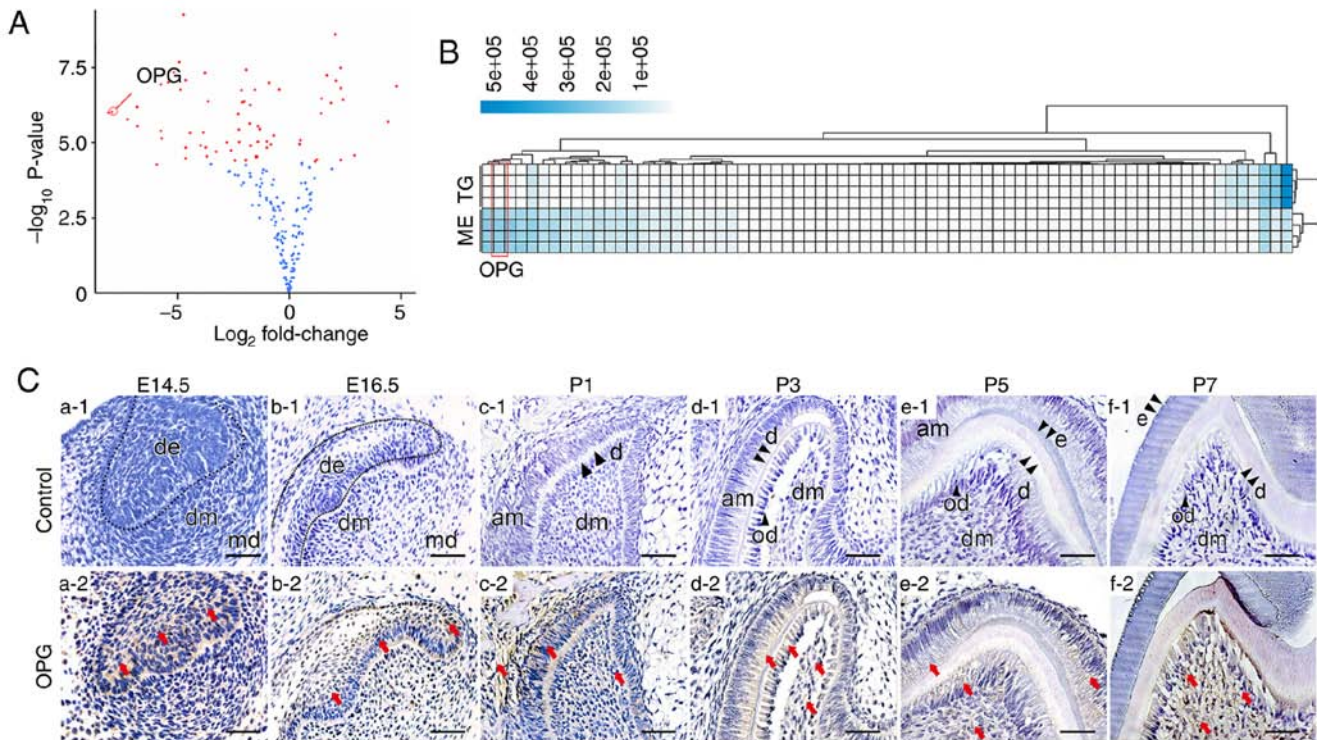 A
OPG
7.5
5.0
2.5
0
−5 0 5
Log2 fold-change
−log10 P-value
B
5e+05 4e+05 3e+05 2e+05 1e+05
TG
ME
OPG
C
E14.5 E16.5 P1 P3 P5 P7
Control
a-1 de dm md
b-1 de dm md
c-1 d am dm
d-1 d am dm od
e-1 am e od d dm
f-1 e d od dm
OPG
a-2 b-2 c-2 d-2 e-2 f-2